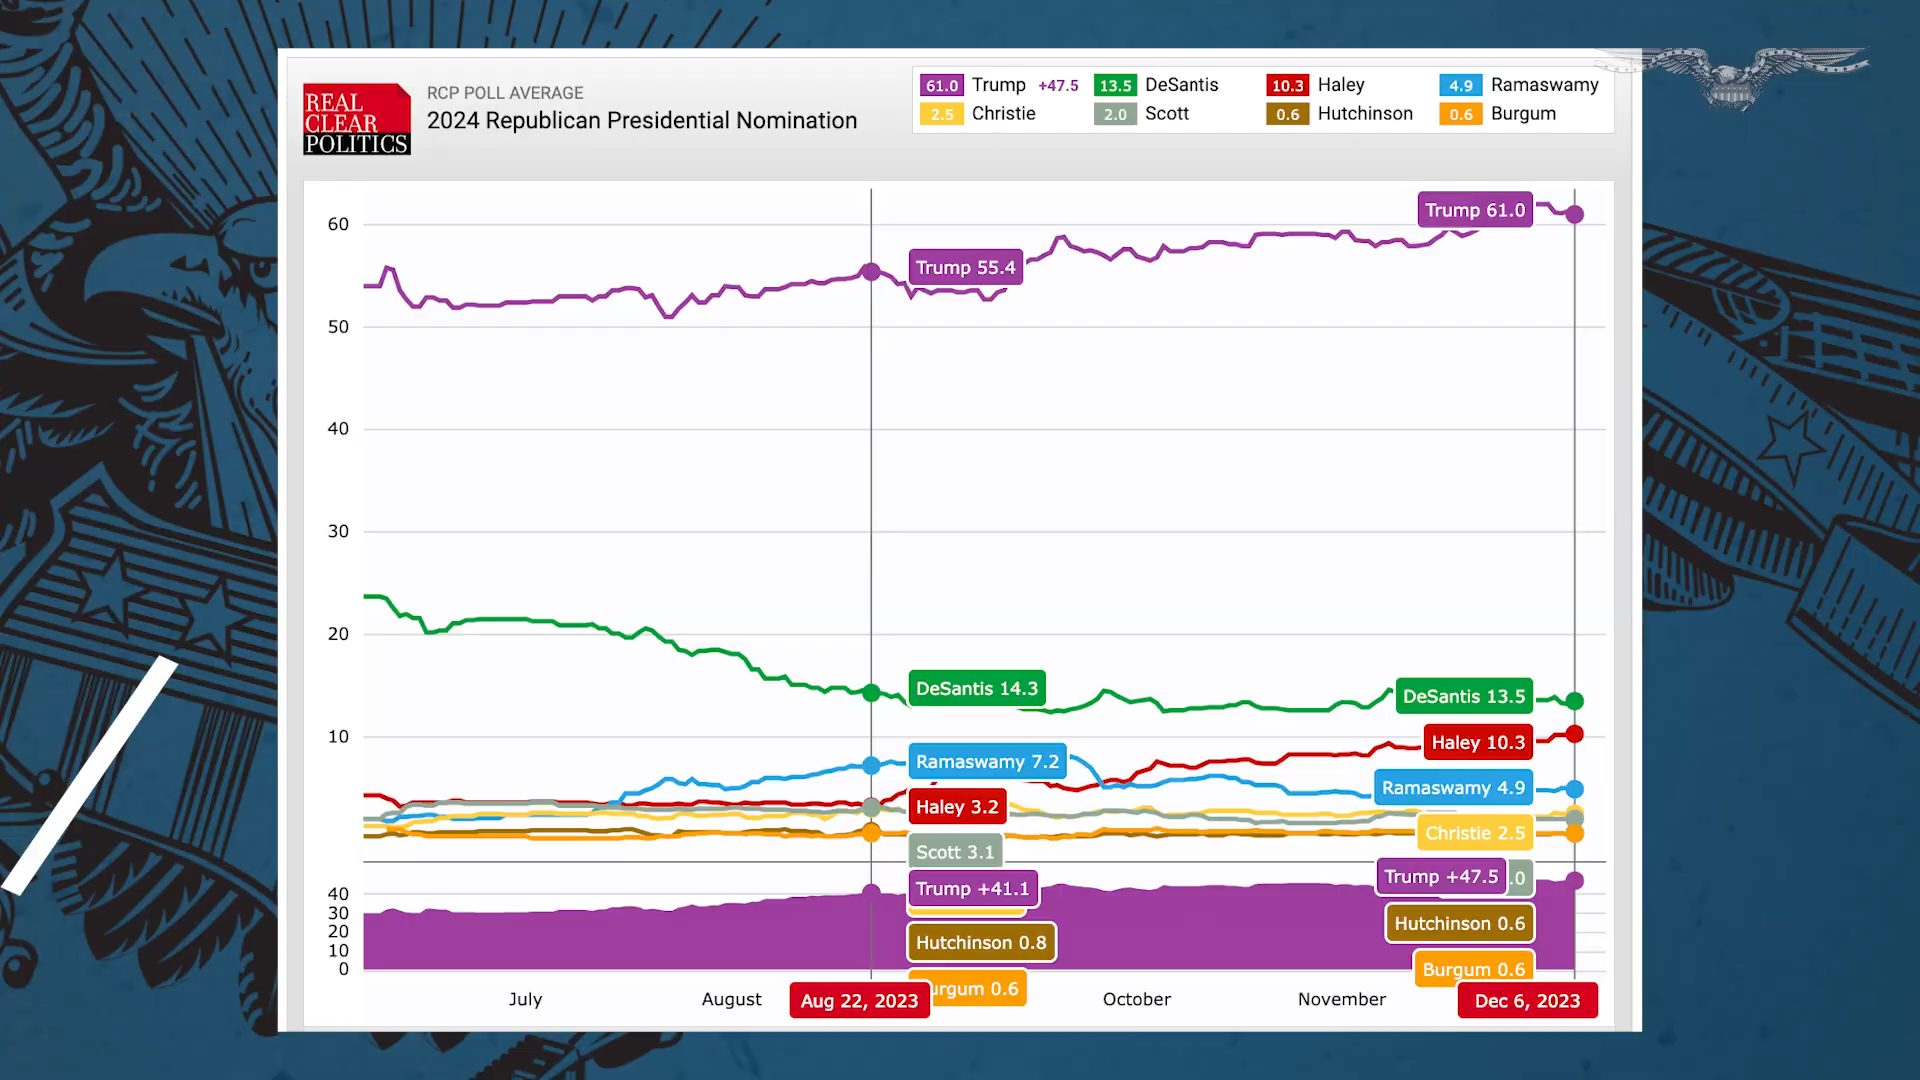 REAL
CLEAR
POLITICS
RCP POLL AVERAGE
2024 Republican Presidential Nomination
61.0 Trump +47.5 13.5 DeSantis 10.3 Haley 4.9 Ramaswamy
2.5 Christie 2.0 Scott 0.6 Hutchinson 0.6 Burgum
60
50
40
30
20
10
Trump 55.4
Trump 61.0
DeSantis 14.3
DeSantis 13.5
Ramaswamy 7.2
Haley 10.3
Haley 3.2
Ramaswamy 4.9
Scott 3.1
Christie 2.5
Trump +41.1
Trump +47.5 .0
Hutchinson 0.8
Hutchinson 0.6
urgum 0.6
Burgum 0.6
40
30
20
10
0
July August Aug 22, 2023 October November Dec 6, 2023